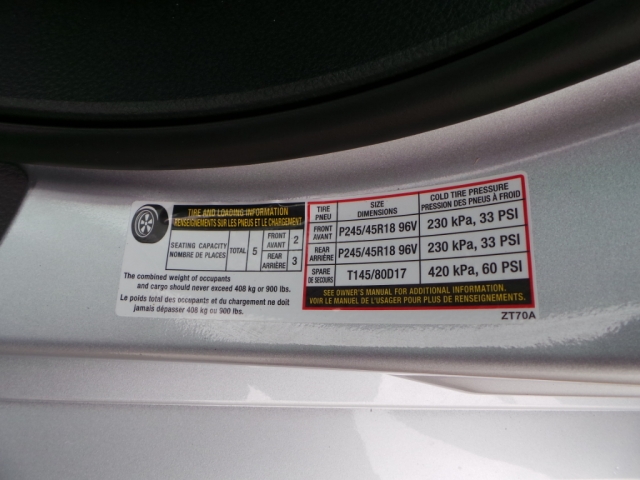 TIRE AND LOADING INFORMATION
RENSEIGNEMENTS SUR LES PNEUS ET LE CHARGEMENT
SEATING CAPACITY
NOMBRE DE PLACES
TOTAL 5
FRONT
AVANT 2
REAR
ARRIÈRE 3
The combined weight of occupants
and cargo should never exceed 408 kg or 900 lbs.
Le poids total des occupants et du chargement ne doit
jamais dépasser 408 kg ou 900 lbs.
TIRE
PNEU
SIZE
DIMENSIONS
COLD TIRE PRESSURE
PRESSION DES PNEUS À FROID
FRONT
AVANT
P245/45R18 96V 230 kPa, 33 PSI
REAR
ARRIÈRE
P245/45R18 96V 230 kPa, 33 PSI
SPARE
DE SECOURS
T145/80D17 420 kPa, 60 PSI
SEE OWNER'S MANUAL FOR ADDITIONAL INFORMATION.
VOIR LE MANUEL DE L'USAGER POUR PLUS DE RENSEIGNEMENTS.
ZT70A